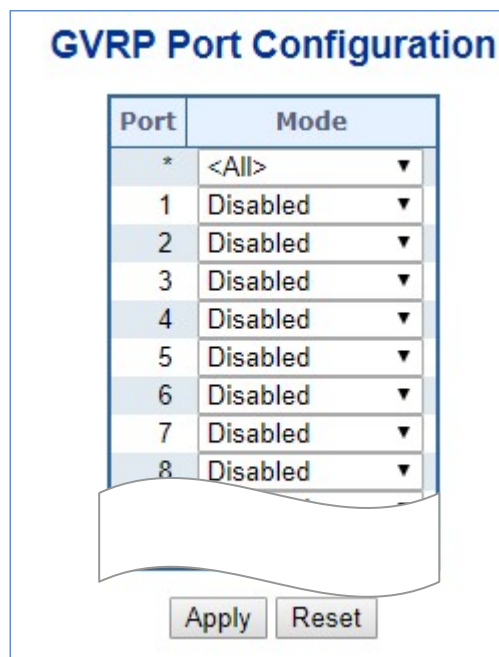 GVRP Port Configuration
Port Mode
* <All>
1 Disabled
2 Disabled
3 Disabled
4 Disabled
5 Disabled
6 Disabled
7 Disabled
8 Disabled
Apply Reset